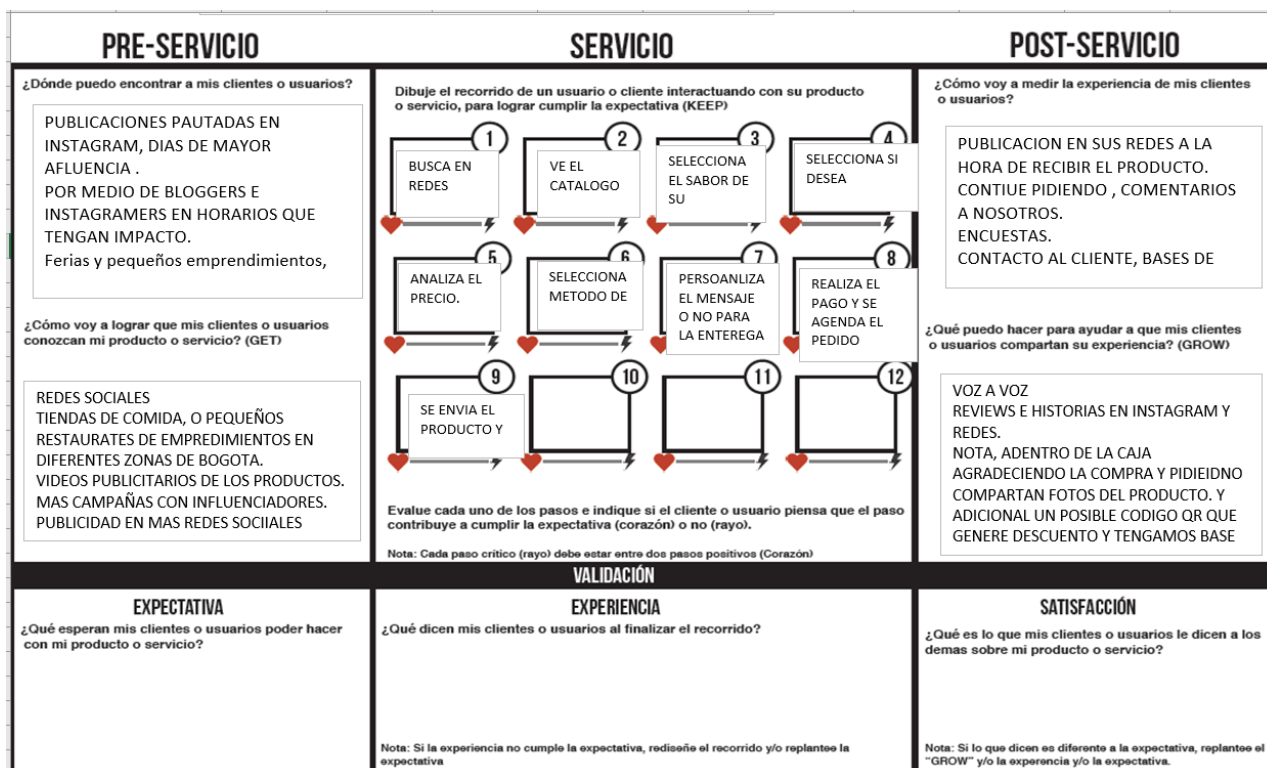 PRE-SERVICIO
¿Dónde puedo encontrar a mis clientes o usuarios?
PUBLICACIONES PAUTADAS EN
INSTAGRAM, DIAS DE MAYOR
AFLUENCIA .
POR MEDIO DE BLOGGERS E
INSTAGRAMERS EN HORARIOS QUE
TENGAN IMPACTO.
Ferias y pequeños emprendimientos,
¿Cómo voy a lograr que mis clientes o usuarios
conozcan mi producto o servicio? (GET)
REDES SOCIALES
TIENDAS DE COMIDA, O PEQUEÑOS
RESTAURATES DE EMPREDIMIENTOS EN
DIFERENTES ZONAS DE BOGOTA.
VIDEOS PUBLICITARIOS DE LOS PRODUCTOS.
MAS CAMPAÑAS CON INFLUENCIADORES.
PUBLICIDAD EN MAS REDES SOCIIALES
SERVICIO
Dibuje el recorrido de un usuario o cliente interactuando con su producto
o servicio, para lograr cumplir la expectativa (KEEP)
1
BUSCA EN
REDES
2
VE EL
CATALOGO
3
SELECCIONA
EL SABOR DE
SU
4
SELECCIONA SI
DESEA
5
ANALIZA EL
PRECIO.
6
SELECCIONA
METODO DE
7
PERSOANLIZA
EL MENSAJE
O NO PARA
LA ENTEREGA
8
REALIZA EL
PAGO Y SE
AGENDA EL
PEDIDO
9
SE ENVIA EL
PRODUCTO Y
10
11
12
Evalue cada uno de los pasos e indique si el cliente o usuario piensa que el paso
contribuye a cumplir la expectativa (corazón) o no (rayo).
Nota: Cada paso crítico (rayo) debe estar entre dos pasos positivos (Corazón)
POST-SERVICIO
¿Cómo voy a medir la experiencia de mis clientes
o usuarios?
PUBLICACION EN SUS REDES A LA
HORA DE RECIBIR EL PRODUCTO.
CONTIUE PIDIENDO , COMENTARIOS
A NOSOTROS.
ENCUESTAS.
CONTACTO AL CLIENTE, BASES DE
¿Qué puedo hacer para ayudar a que mis clientes
o usuarios compartan su experiencia? (GROW)
VOZ A VOZ
REVIEWS E HISTORIAS EN INSTAGRAM Y
REDES.
NOTA, ADENTRO DE LA CAJA
AGRADECIENDO LA COMPRA Y PIDIEIDNO
COMPARTAN FOTOS DEL PRODUCTO. Y
ADICIONAL UN POSIBLE CODIGO QR QUE
GENERE DESCUENTO Y TENGAMOS BASE
VALIDACIÓN
EXPECTATIVA
¿Qué esperan mis clientes o usuarios poder hacer
con mi producto o servicio?
EXPERIENCIA
¿Qué dicen mis clientes o usuarios al finalizar el recorrido?
Nota: Si la experiencia no cumple la expectativa, rediseñe el recorrido y/o replantee la
expectativa
SATISFACCIÓN
¿Qué es lo que mis clientes o usuarios le dicen a los
demas sobre mi producto o servicio?
Nota: Si lo que dicen es diferente a la expectativa, replantee el
"GROW" y/o la experencia y/o la expectativa.